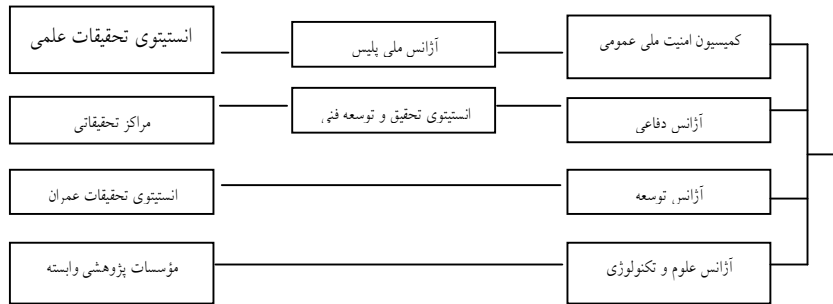 کمیسیون امنیت ملی عمومی
آژانس ملی پلیس
انستیتوی تحقیقات علمی
آژانس دفاعی
انستیتوی تحقیق و توسعه فنی
مراکز تحقیقاتی
آژانس توسعه
انستیتوی تحقیقات عمران
آژانس علوم و تکنولوژی
مؤسسات پژوهشی وابسته